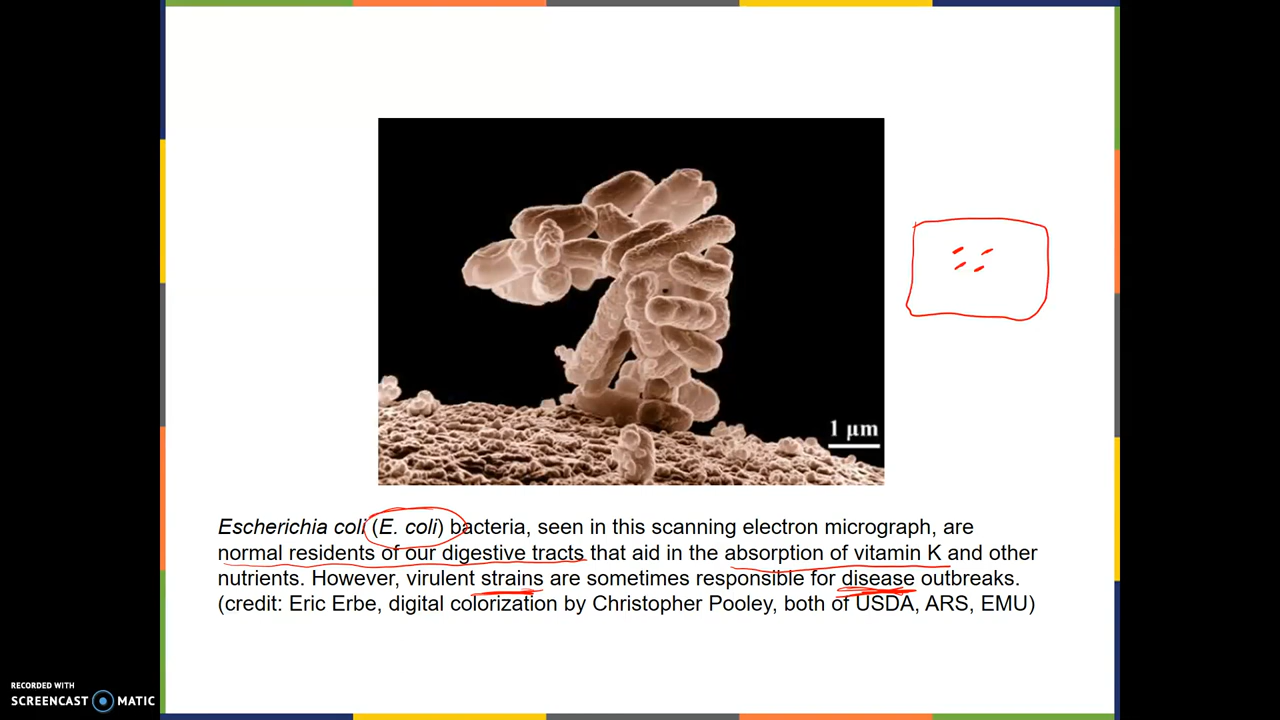 1 µm
Escherichia coli (E. coli) bacteria, seen in this scanning electron micrograph, are
normal residents of our digestive tracts that aid in the absorption of vitamin K and other
nutrients. However, virulent strains are sometimes responsible for disease outbreaks.
(credit: Eric Erbe, digital colorization by Christopher Pooley, both of USDA, ARS, EMU)
RECORDED WITH
SCREENCAST MATIC